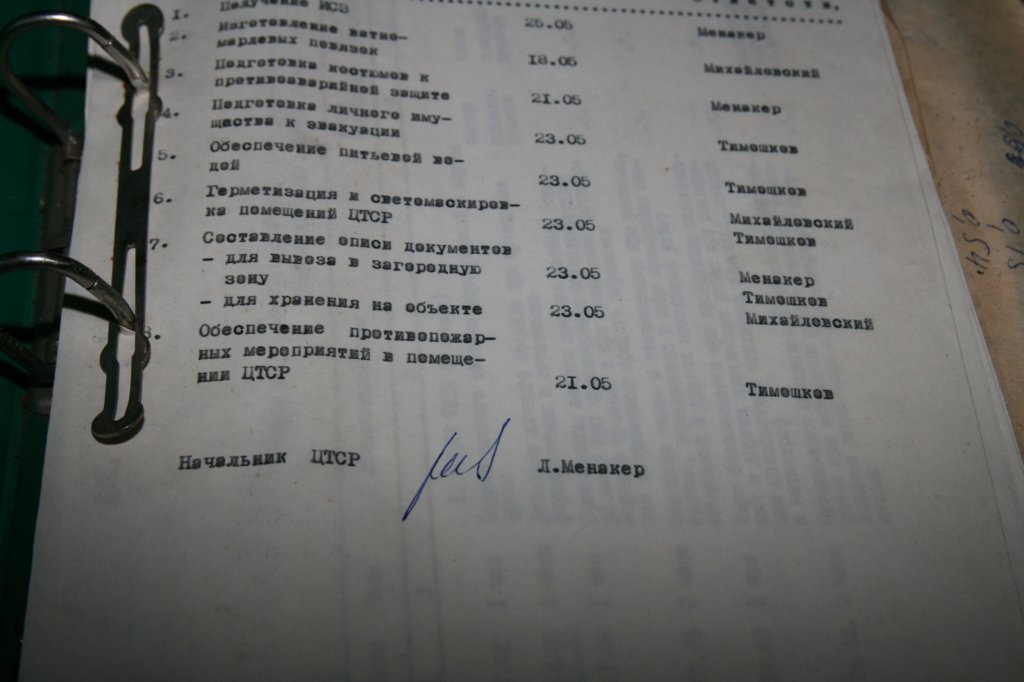 1. Получение ИСЗ 25.05 Менакер
2. Изготовление ватно-
марлевых повязок 18.05 Михайловский
3. Подготовка костюмов к
противоаварийной защите 21.05 Менакер
4. Подготовка личного иму-
щества к эвакуации 23.05 Тимошков
5. Обеспечение питьевой во-
дой 23.05 Тимошков
6. Герметизация и светомаскиров-
ка помещений ЦТСР 23.05 Михайловский
Тимошков
7. Составление описи документов
- для вывоза в загородную
зону 23.05 Менакер
Тимошков
- для хранения на объекте 23.05 Михайловский
8. Обеспечение противопожар-
ных мероприятий в помеще-
нии ЦТСР 21.05 Тимошков
Начальник ЦТСР Л.Менакер